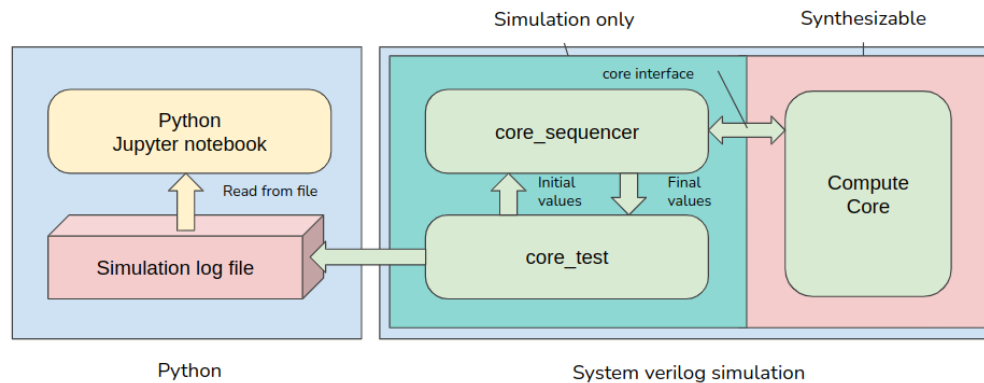 Simulation only
Synthesizable
core interface
Python
Jupyter notebook
core_sequencer
Compute
Core
Read from file
Initial
values
Final
values
Simulation log file
core_test
Python
System verilog simulation